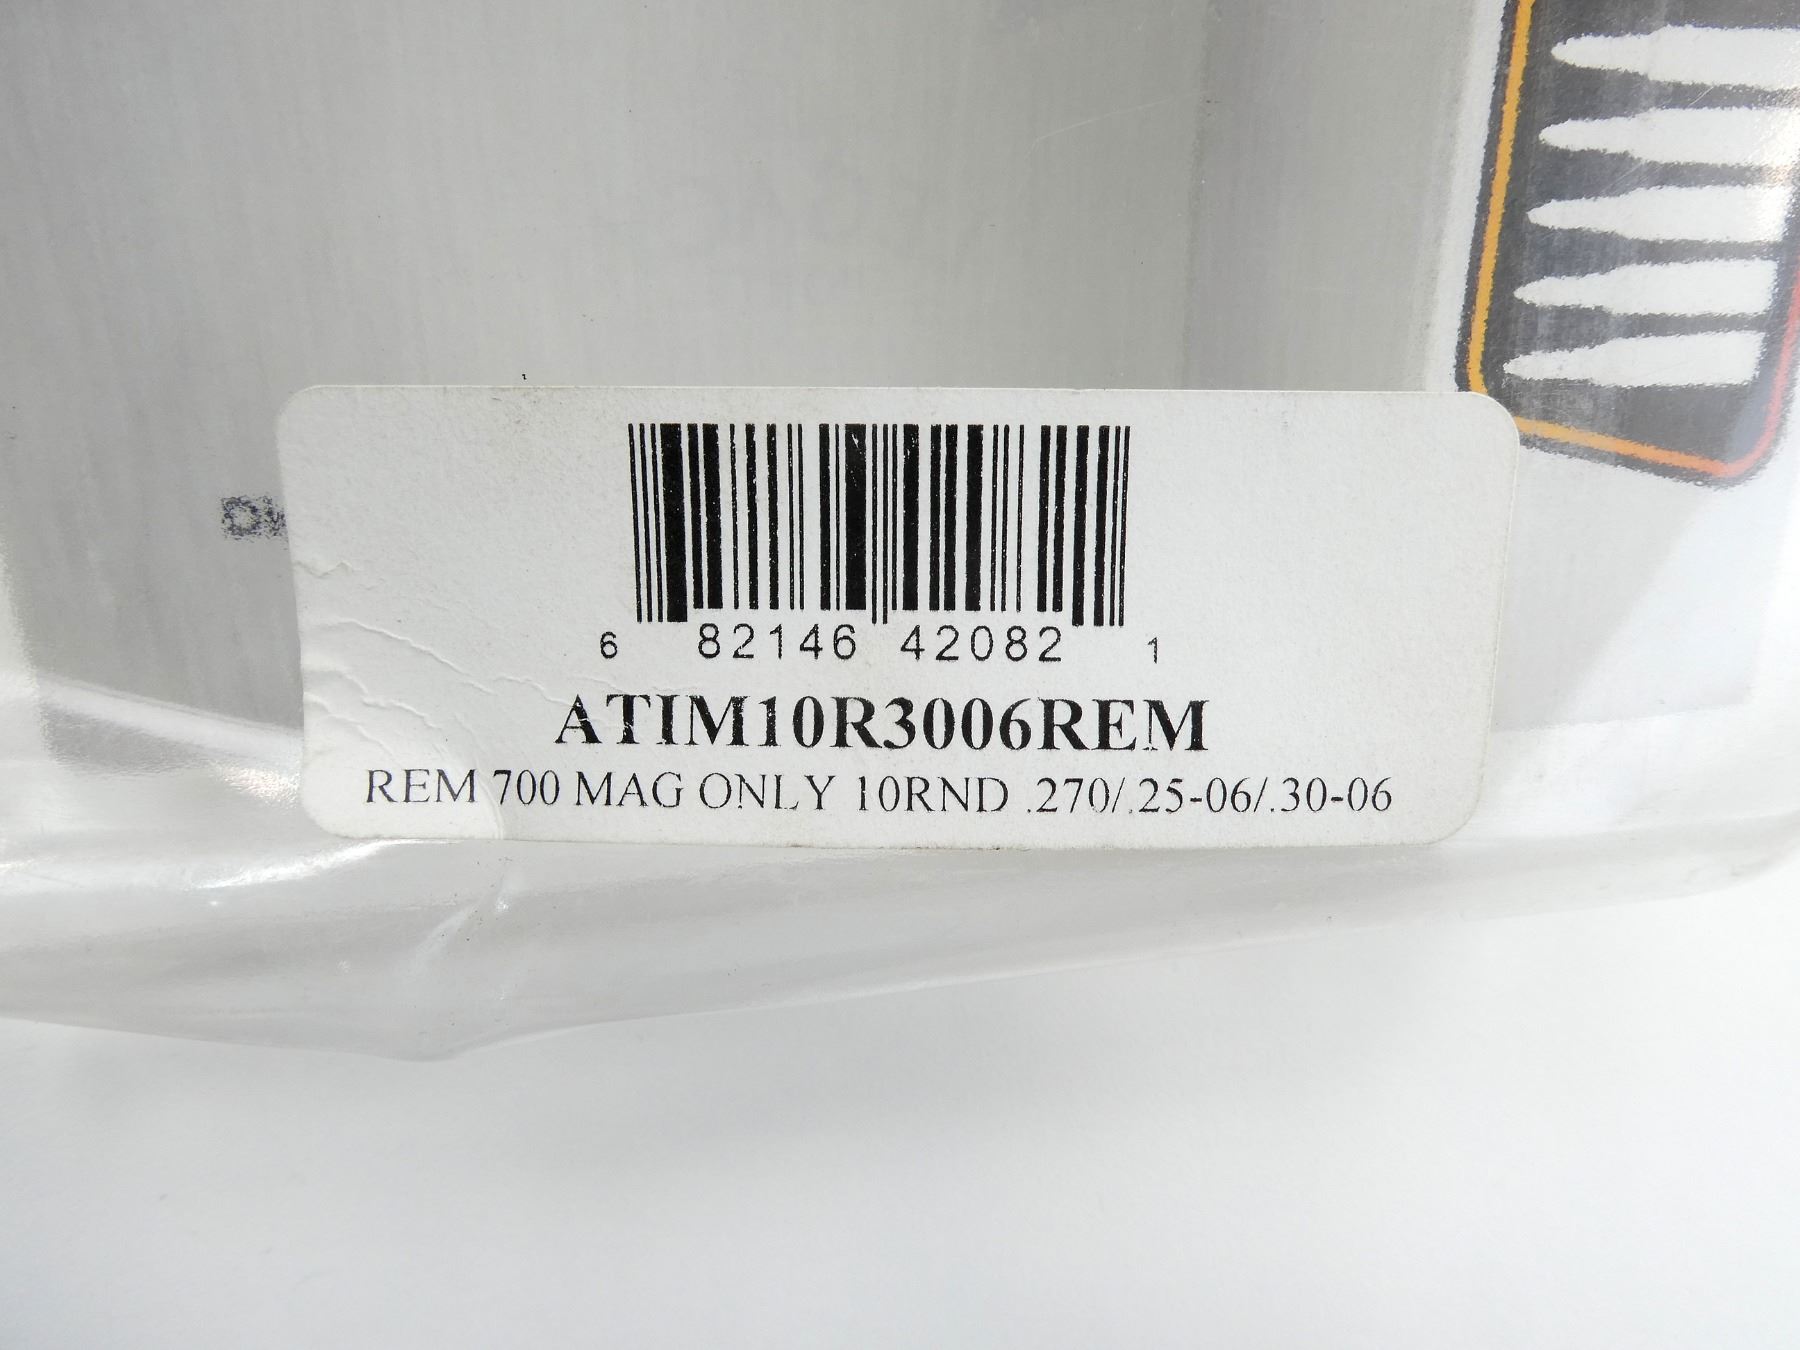 6 82146 42082 1
ATIM10R3006REM
REM 700 MAG ONLY 10RND .270/.25-06/.30-06